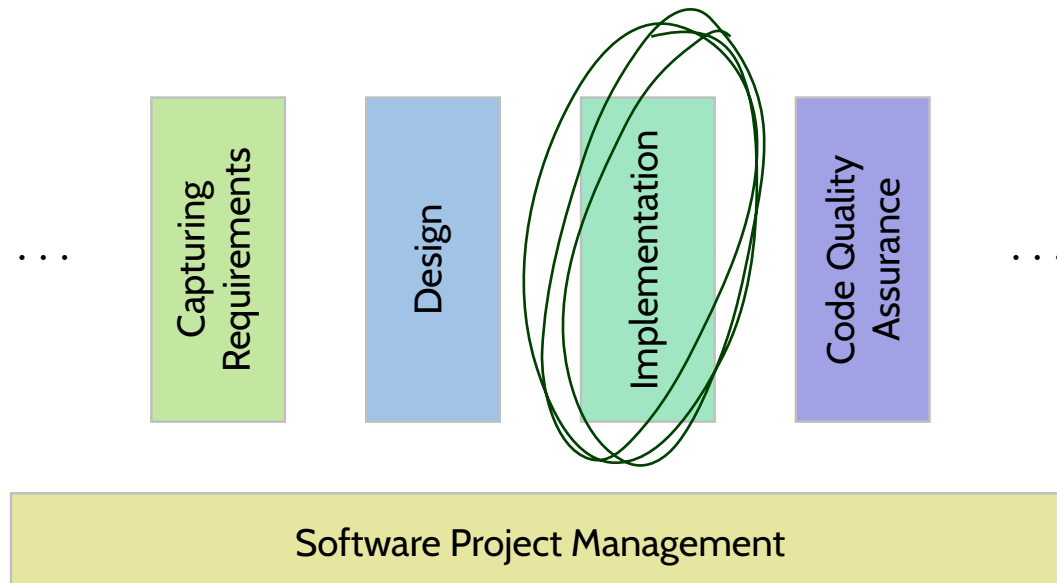 . . .
Capturing
Requirements
Design
Implementation
Code Quality
Assurance
. . .
Software Project Management